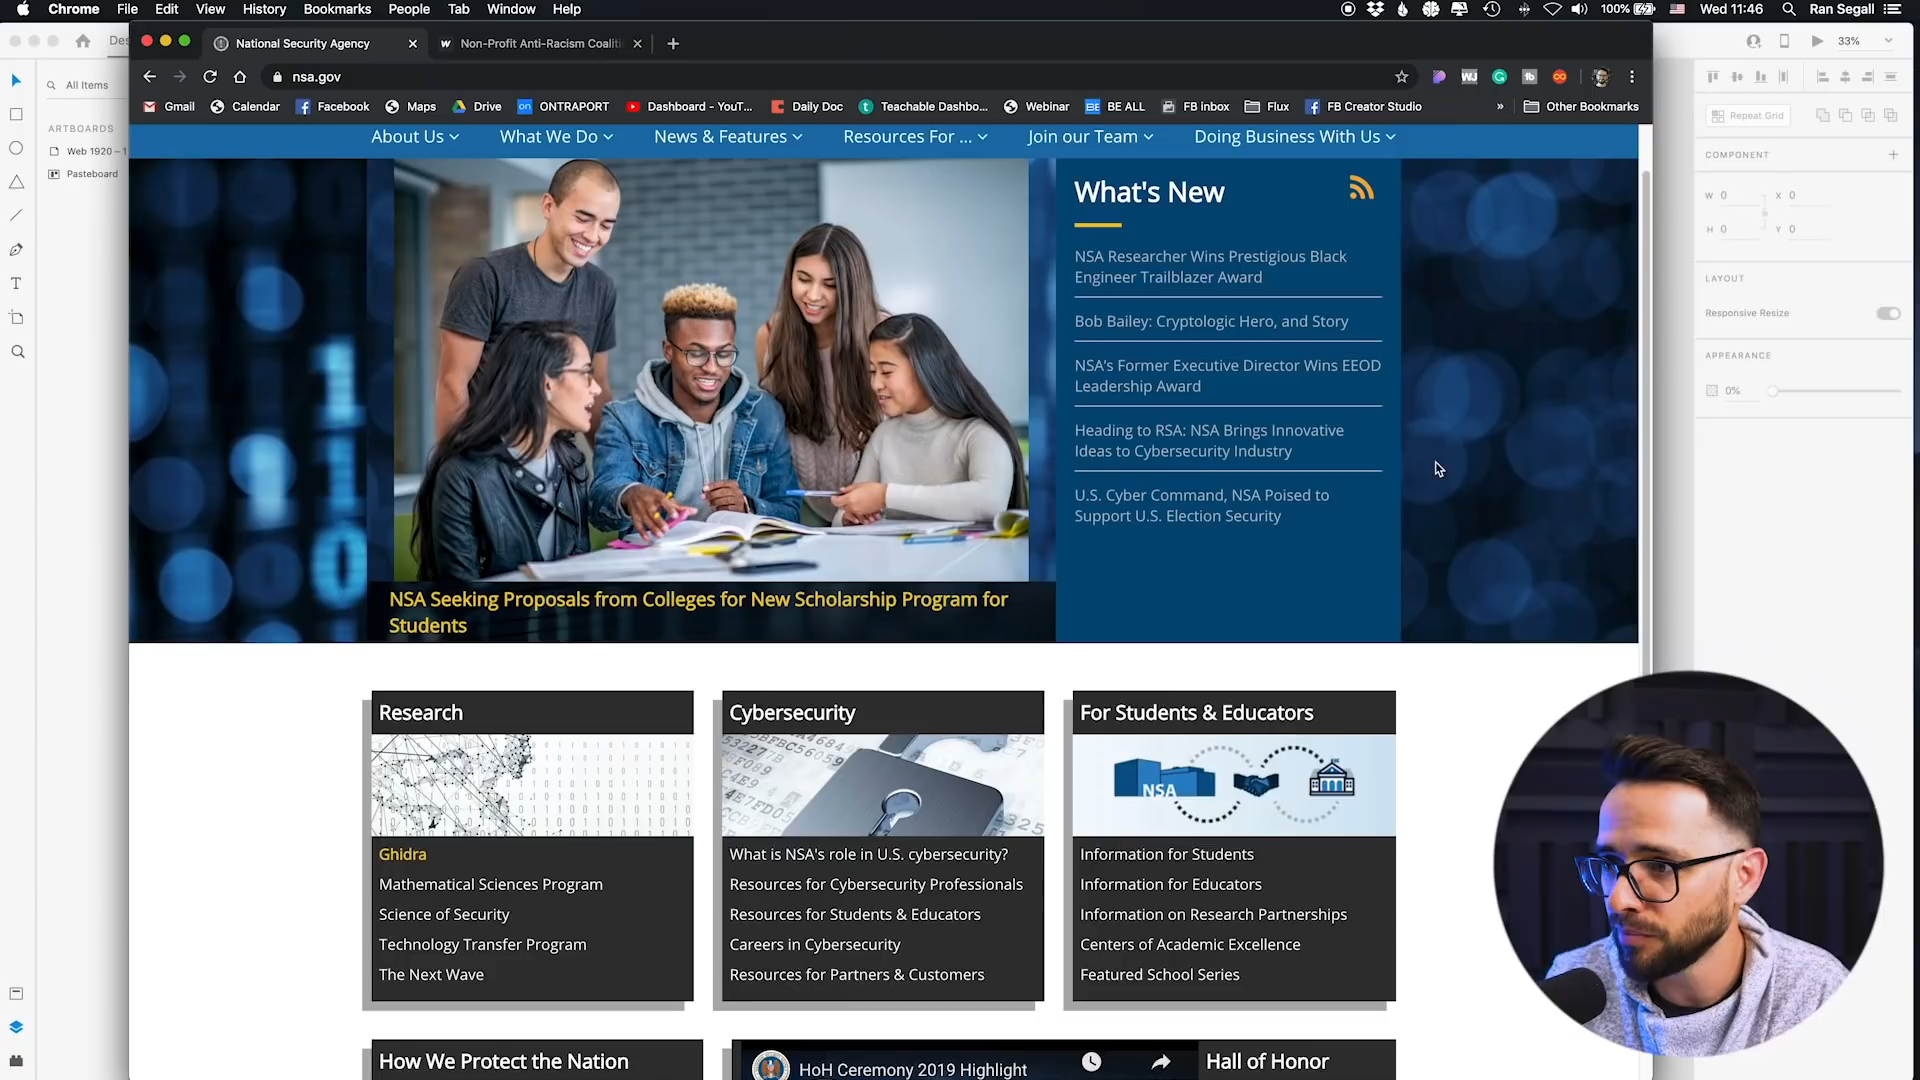 Chrome File Edit View History Bookmarks People Tab Window Help
100% Wed 11:46 Ran Segall
National Security Agency
Non-Profit Anti-Racism Coaliti
33%
nsa.gov
All Items
Gmail Calendar Facebook Maps Drive ONTRAPORT Dashboard - YouT... Daily Doc Teachable Dashbo... Webinar BE ALL FB inbox Flux FB Creator Studio » Other Bookmarks
Repeat Grid
ARTBOARDS
Web 1920 – 1
Pasteboard
COMPONENT
W 0 X 0
H 0 Y 0
LAYOUT
Responsive Resize
APPEARANCE
0%
About Us What We Do News & Features Resources For ... Join our Team Doing Business With Us
What's New
NSA Researcher Wins Prestigious Black
Engineer Trailblazer Award
Bob Bailey: Cryptologic Hero, and Story
NSA's Former Executive Director Wins EEOD
Leadership Award
Heading to RSA: NSA Brings Innovative
Ideas to Cybersecurity Industry
U.S. Cyber Command, NSA Poised to
Support U.S. Election Security
NSA Seeking Proposals from Colleges for New Scholarship Program for
Students
Research
Ghidra
Mathematical Sciences Program
Science of Security
Technology Transfer Program
The Next Wave
Cybersecurity
What is NSA's role in U.S. cybersecurity?
Resources for Cybersecurity Professionals
Resources for Students & Educators
Careers in Cybersecurity
Resources for Partners & Customers
For Students & Educators
NSA
Information for Students
Information for Educators
Information on Research Partnerships
Centers of Academic Excellence
Featured School Series
How We Protect the Nation
HoH Ceremony 2019 Highlight
Hall of Honor